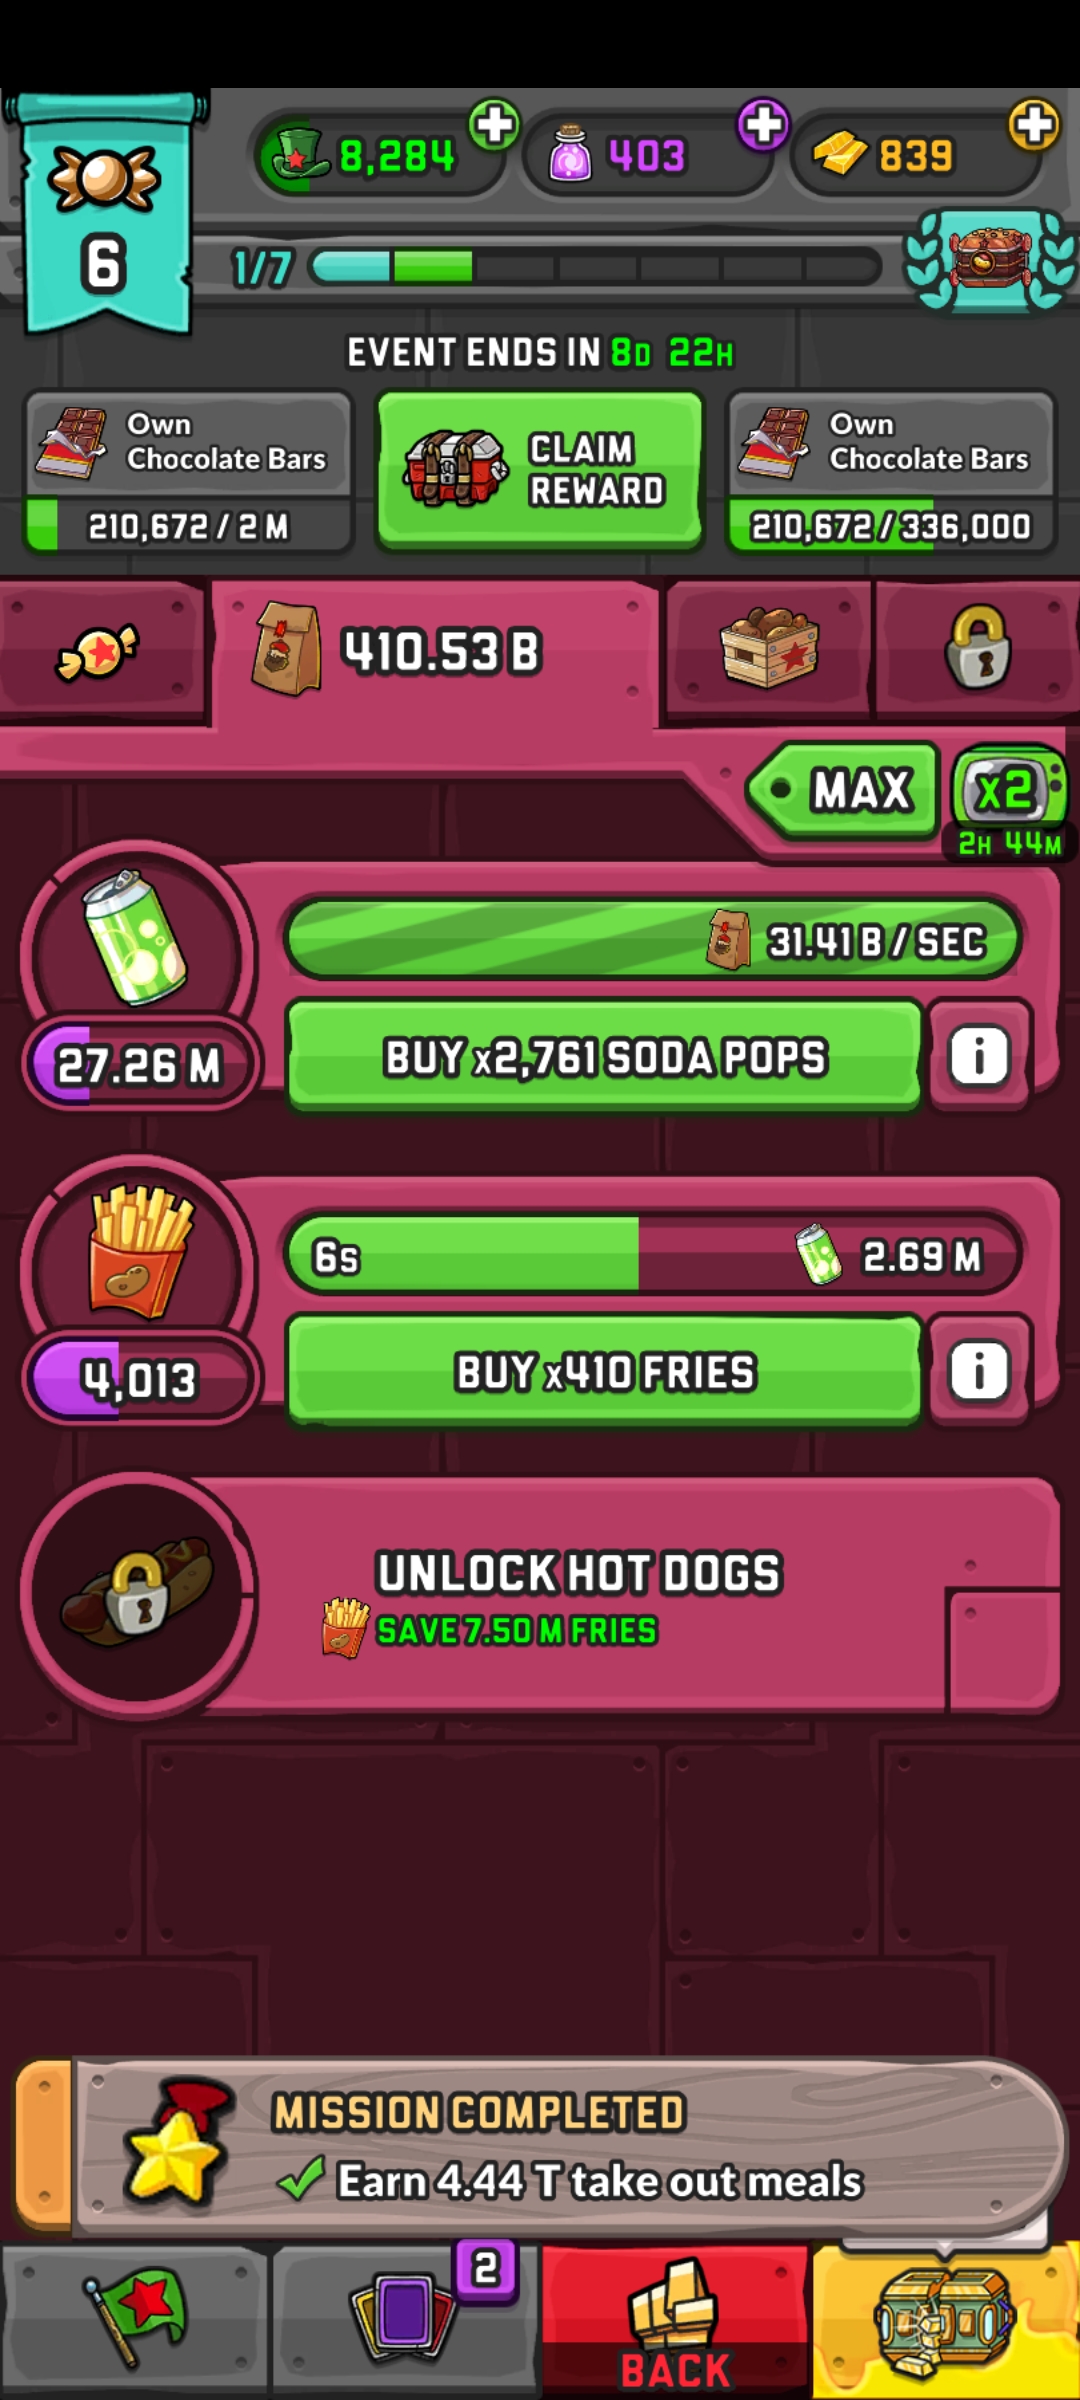 8,284
403
839
6
1/7
EVENT ENDS IN 8D 22H
Own
Chocolate Bars
210,672 / 2 M
CLAIM
REWARD
Own
Chocolate Bars
210,672 / 336,000
410.53 B
MAX
x2
2H 44M
31.41 B / SEC
27.26 M
BUY x2,761 SODA POPS
i
6s
2.69 M
4,013
BUY x410 FRIES
i
UNLOCK HOT DOGS
SAVE 7.50 M FRIES
MISSION COMPLETED
Earn 4.44 T take out meals
2
BACK